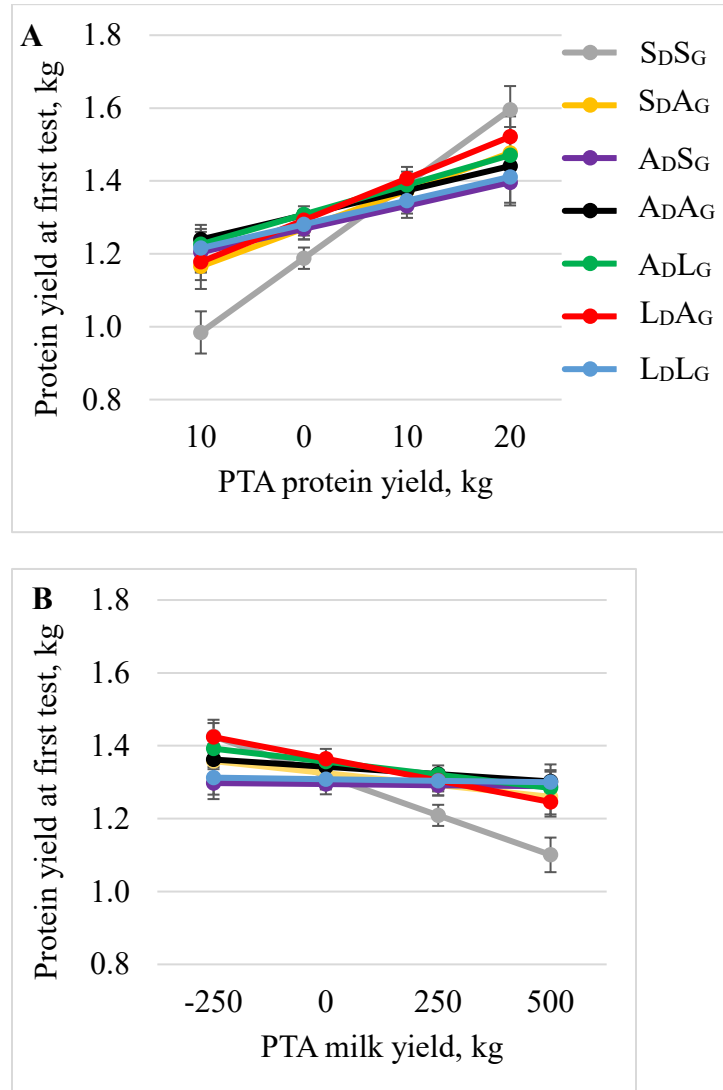 A
1.8
1.6
1.4
1.2
1.0
0.8
Protein yield at first test, kg
10 0 10 20
PTA protein yield, kg
SDSG
SDAG
ADSG
ADAG
ADLG
LDAG
LDLG
B
1.8
1.6
1.4
1.2
1.0
0.8
Protein yield at first test, kg
-250 0 250 500
PTA milk yield, kg